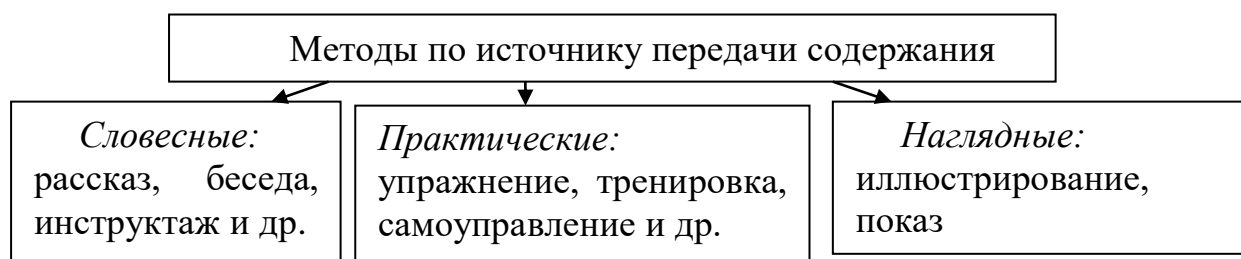 Методы по источнику передачи содержания
Словесные:
рассказ, беседа,
инструктаж и др.
Практические:
упражнение, тренировка,
самоуправление и др.
Наглядные:
иллюстрирование,
показ